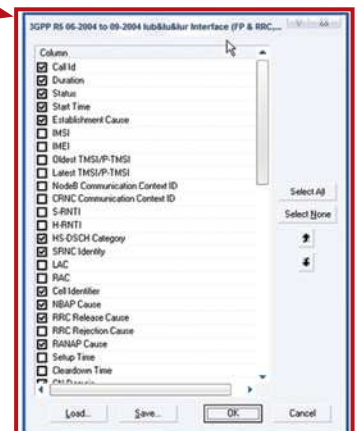 3GPP R5 06-2004 to 09-2004 Iub&Iu&Iur Interface (FP & RRC,...
Column
Call Id
Duration
Status
Start Time
Establishment Cause
IMSI
IMEI
Oldest TMSI/P-TMSI
Latest TMSI/P-TMSI
NodeB Communication Context ID
CRNC Communication Context ID
S-RNTI
H-RNTI
HS-DSCH Category
SRNC Identity
LAC
RAC
Cell Identifier
NBAP Cause
RRC Release Cause
RRC Rejection Cause
RANAP Cause
Setup Time
Cleardown Time
CN Domain
Select All
Select None
Load...
Save...
OK
Cancel